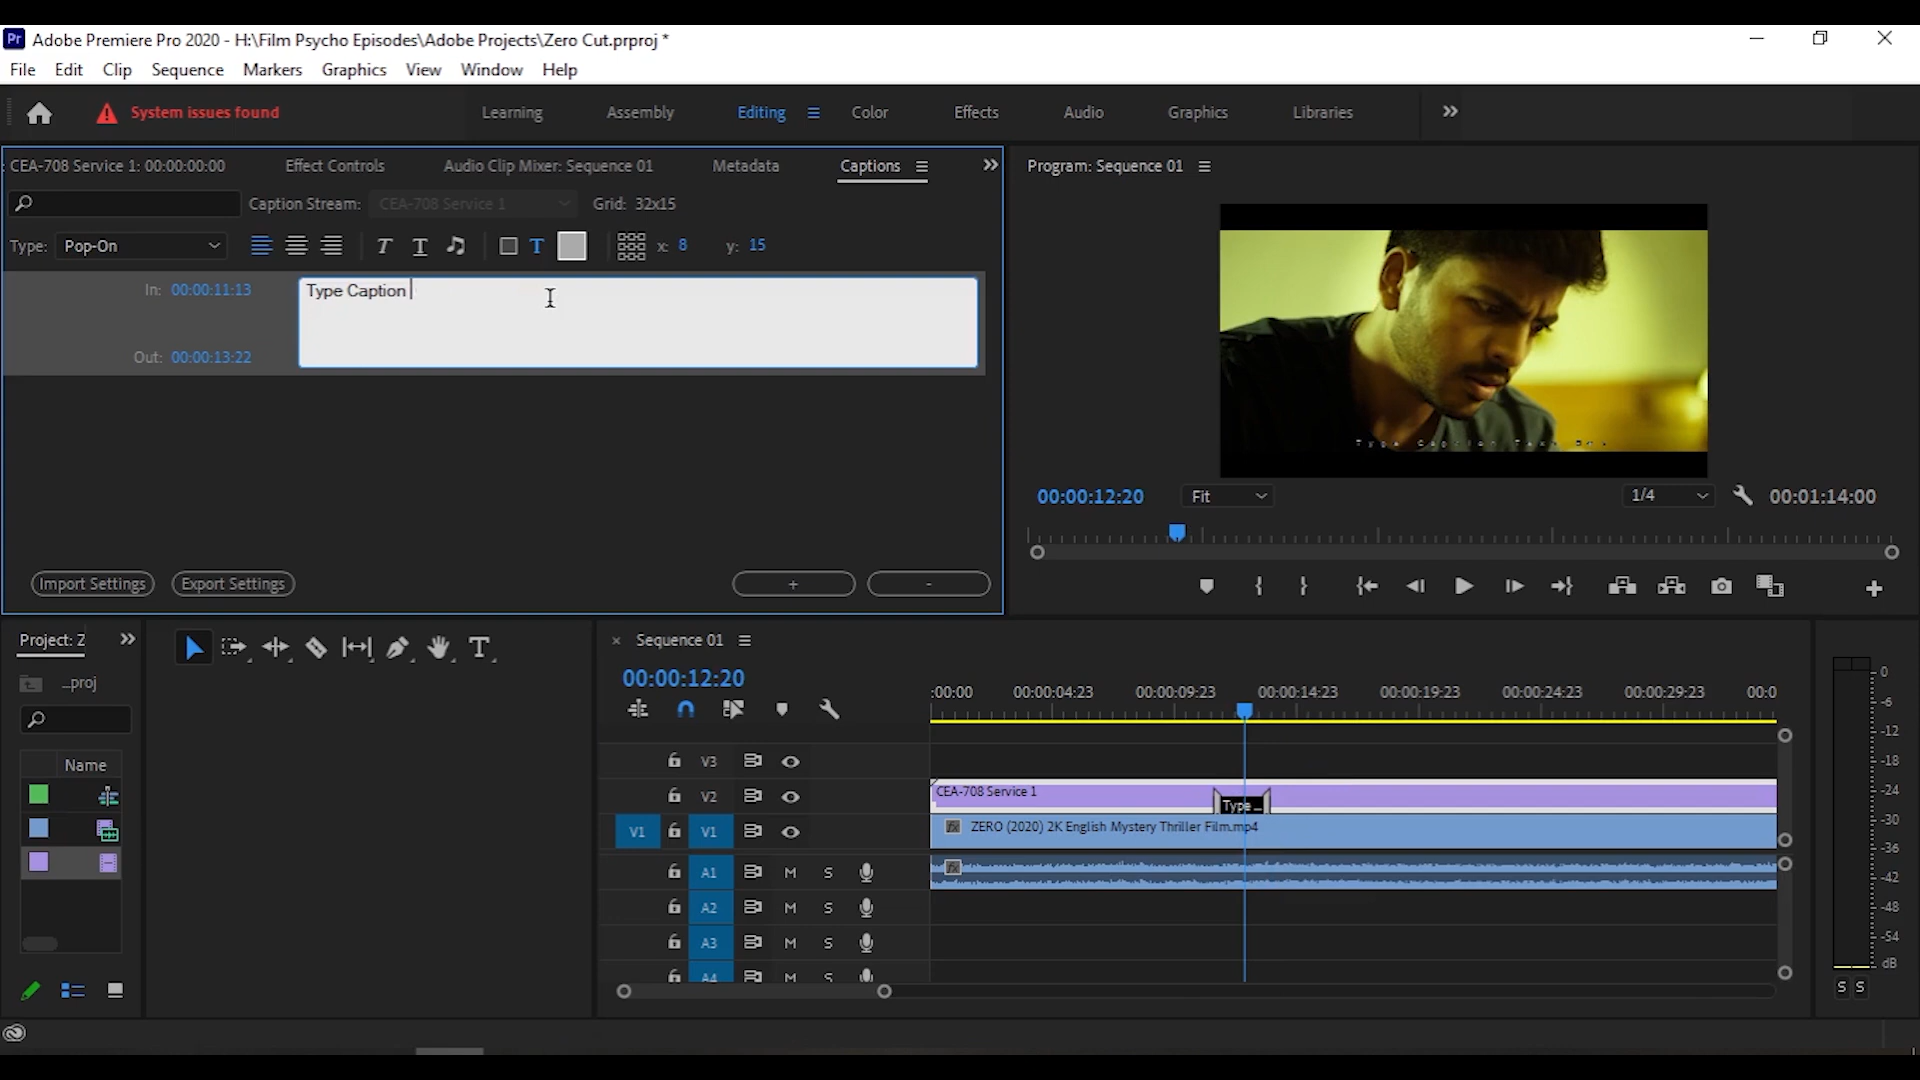 Pr Adobe Premiere Pro 2020 - H:\Film Psycho Episodes\Adobe Projects\Zero Cut.prproj *
File Edit Clip Sequence Markers Graphics View Window Help
System issues found Learning Assembly Editing Color Effects Audio Graphics Libraries
: CEA-708 Service 1: 00:00:00:00 Effect Controls Audio Clip Mixer: Sequence 01 Metadata Captions
Caption Stream: CEA-708 Service 1 Grid: 32x15
Type: Pop-On x: 8 y: 15
In: 00:00:11:13
Type Caption
Out: 00:00:13:22
Import Settings Export Settings + -
Program: Sequence 01
Type Caption
00:00:12:20 Fit 1/4 00:01:14:00
Project: Z
...proj
Name
Sequence 01
00:00:12:20
:00:00 00:00:04:23 00:00:09:23 00:00:14:23 00:00:19:23 00:00:24:23 00:00:29:23 00:0
V3
V2 CEA-708 Service 1
Type ...
V1 V1 fx ZERO (2020) 2K English Mystery Thriller Film.mp4
A1 M S fx
A2 M S
A3 M S
A4 M S
0
-6
-12
-18
-24
-30
-36
-42
-48
-54
dB
S S